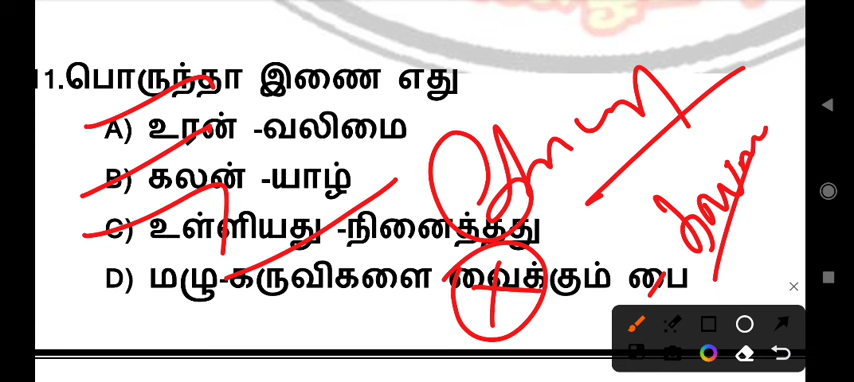 11.பொருந்தா இணை எது
A) உரன் -வலிமை
B) கலன் -யாழ்
C) உள்ளியது -நினைத்தது
D) மழு-கருவிகளை வைக்கும் பை